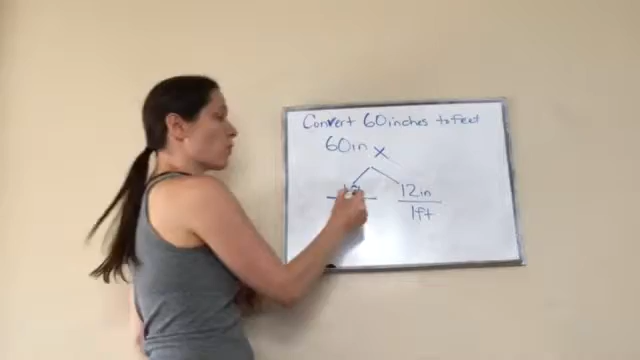 Convert 60 inches to feet
60in X
12in
1ft